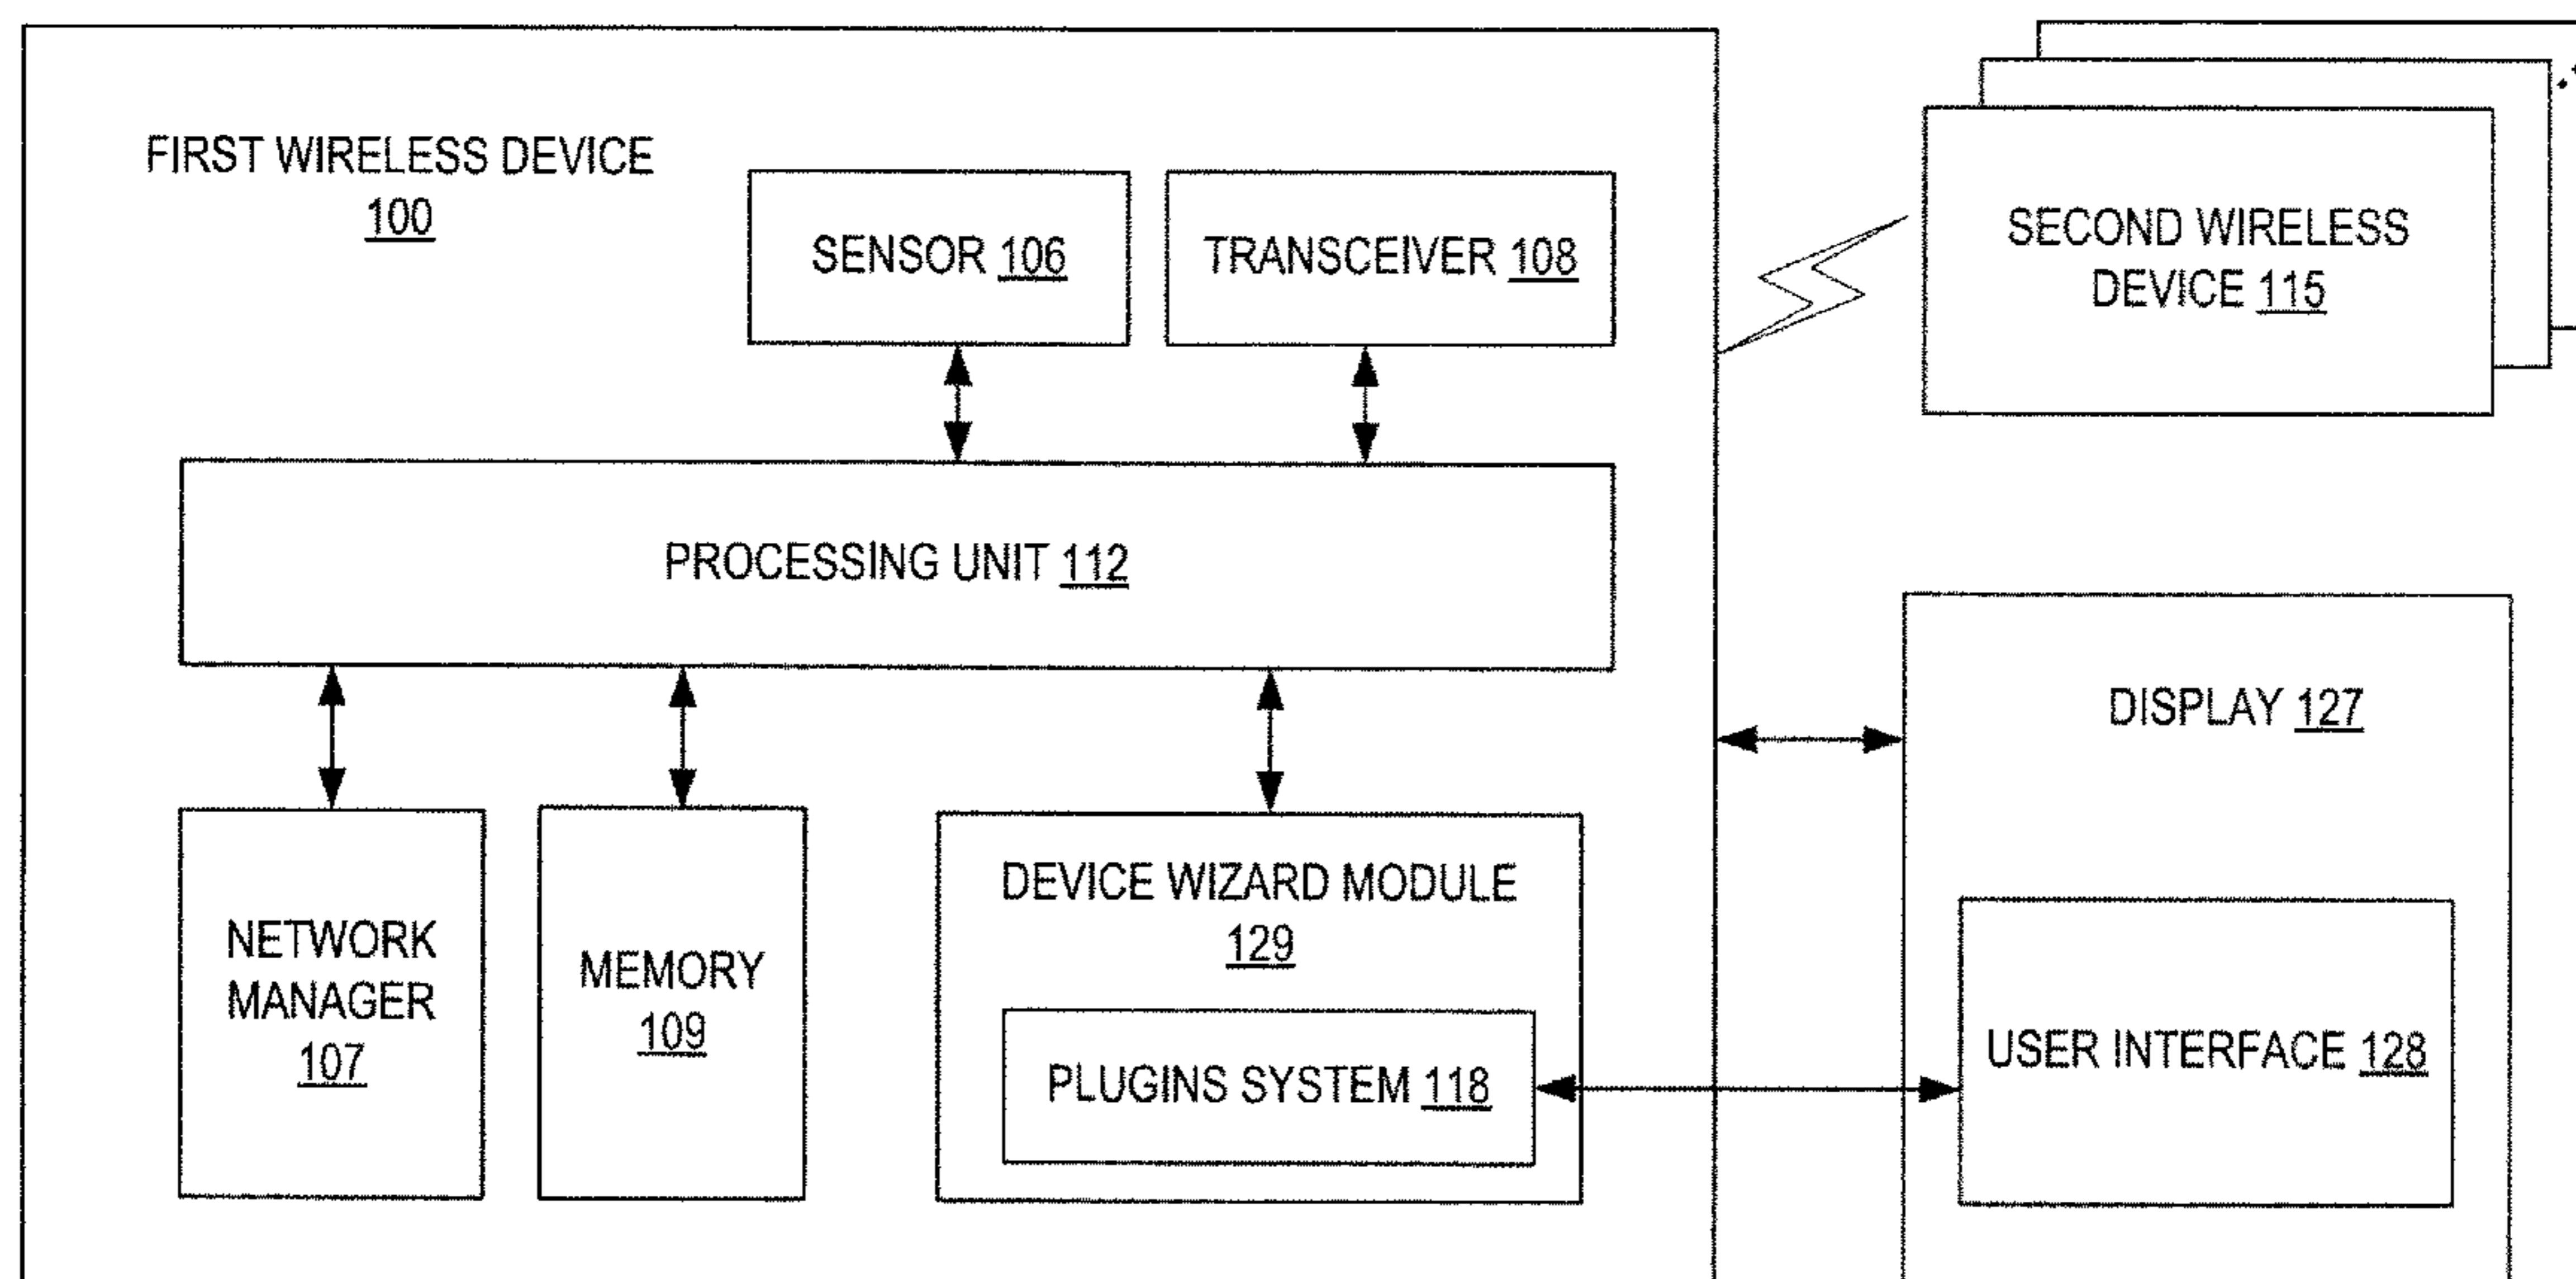 FIRST WIRELESS DEVICE
100
SENSOR 106
TRANSCEIVER 108
SECOND WIRELESS
DEVICE 115
PROCESSING UNIT 112
DISPLAY 127
NETWORK
MANAGER
107
MEMORY
109
DEVICE WIZARD MODULE
129
PLUGINS SYSTEM 118
USER INTERFACE 128